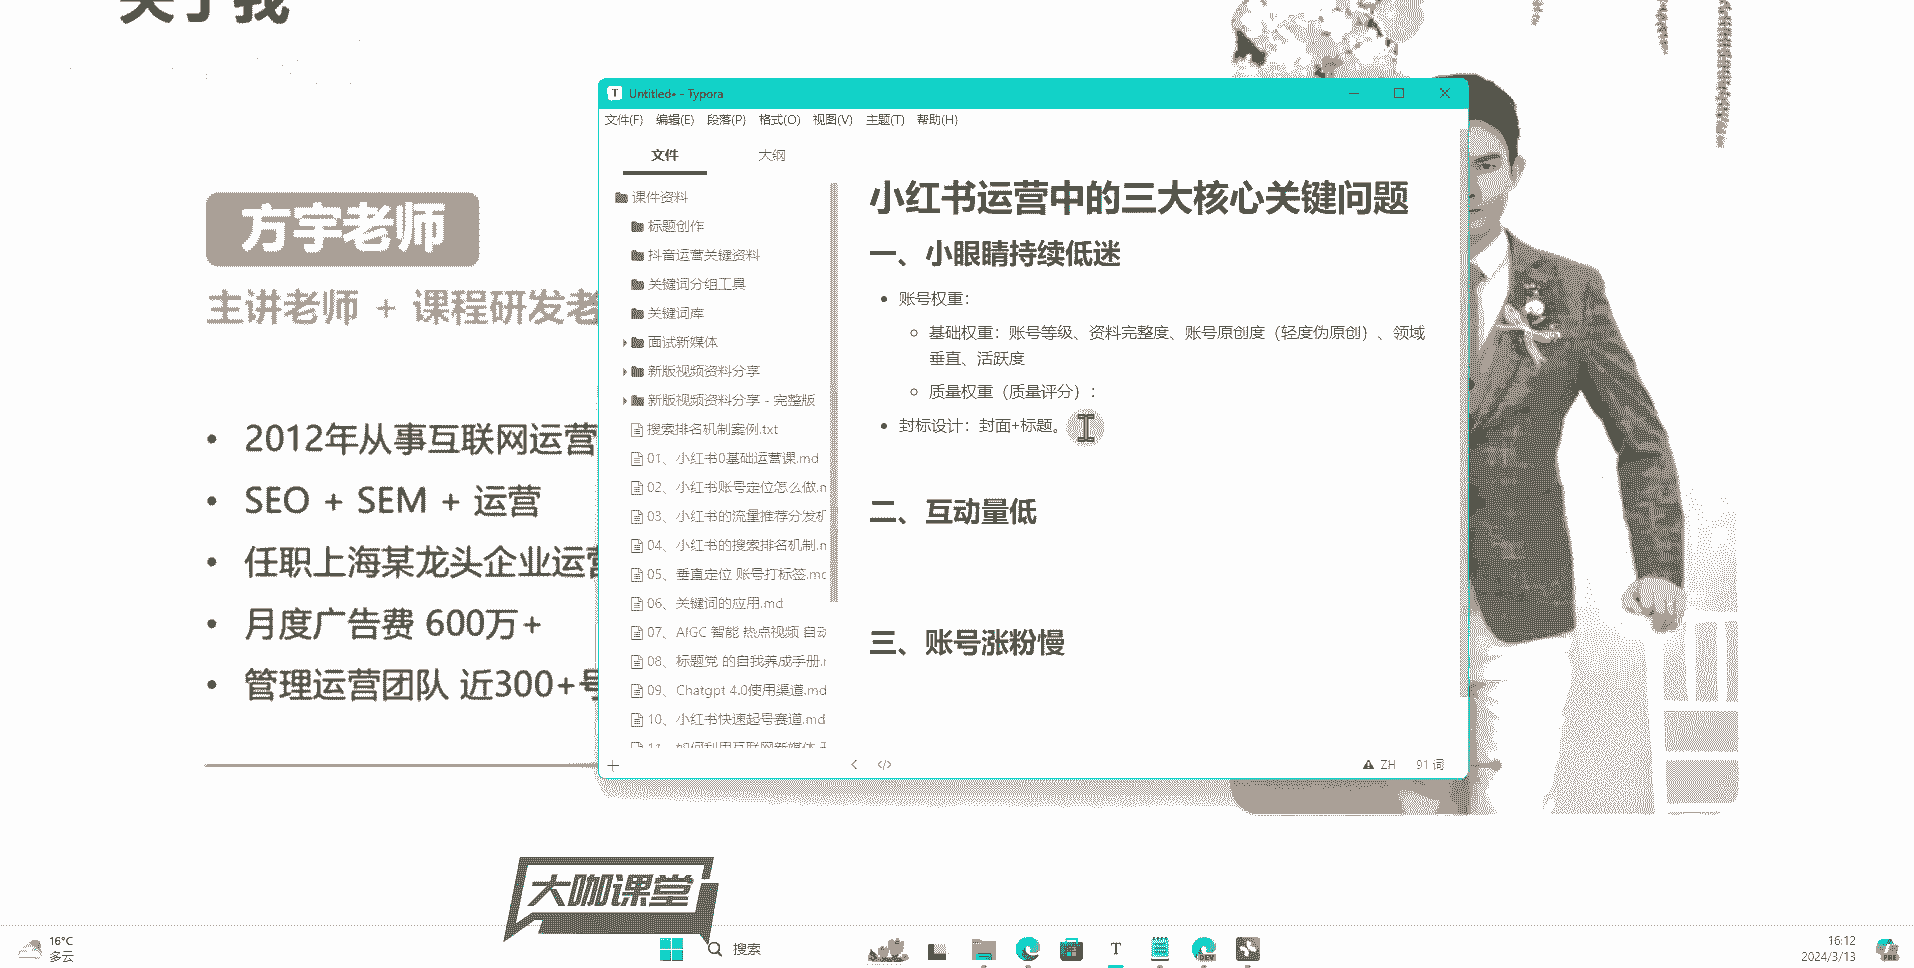 关于我
方宇老师
主讲老师 + 课程研发老
2012年从事互联网运营
SEO + SEM + 运营
任职上海某龙头企业运营
月度广告费 600万+
管理运营团队 近300+号
Untitled• - Typora
文件(F) 编辑(E) 段落(P) 格式(O) 视图(V) 主题(T) 帮助(H)
文件 大纲
课件资料
标题创作
抖音运营关键资料
关键词分组工具
关键词库
面试新媒体
新版视频资料分享
新版视频资料分享 - 完整版
搜索排名机制案例.txt
01、小红书0基础运营课.md
02、小红书账号定位怎么做.m
03、小红书的流量推荐分发机
04、小红书的搜索排名机制.m
05、垂直定位 账号打标签.md
06、关键词的应用.md
07、AIGC 智能 热点视频 自动
08、标题党 的自我养成手册.m
09、Chatgpt 4.0使用渠道.md
10、小红书快速起号赛道.md
11、如何利用互联网新媒体
小红书运营中的三大核心关键问题
一、小眼睛持续低迷
账号权重：
基础权重：账号等级、资料完整度、账号原创度（轻度伪原创）、领域
垂直、活跃度
质量权重（质量评分）：
封标设计：封面+标题。
二、互动量低
三、账号涨粉慢
</> ZH 91 词
大咖课堂
16°C
多云
搜索
T
DEV
16:12
2024/3/13
PRE